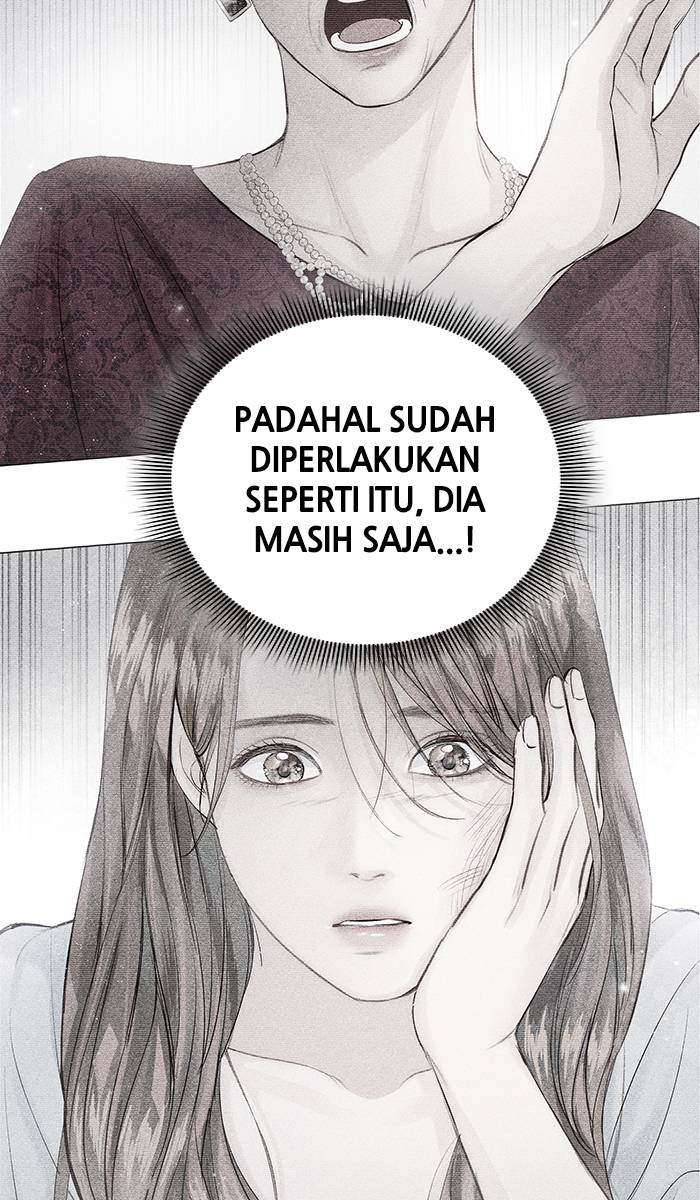 PADAHAL SUDAH
DIPERLAKUKAN
SEPERTI ITU, DIA
MASIH SAJA...!